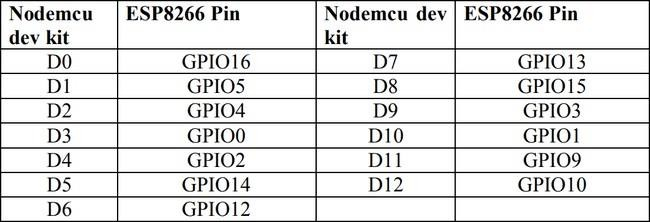 Nodemcu dev kit ESP8266 Pin Nodemcu dev kit ESP8266 Pin
D0 GPIO16 D7 GPIO13
D1 GPIO5 D8 GPIO15
D2 GPIO4 D9 GPIO3
D3 GPIO0 D10 GPIO1
D4 GPIO2 D11 GPIO9
D5 GPIO14 D12 GPIO10
D6 GPIO12